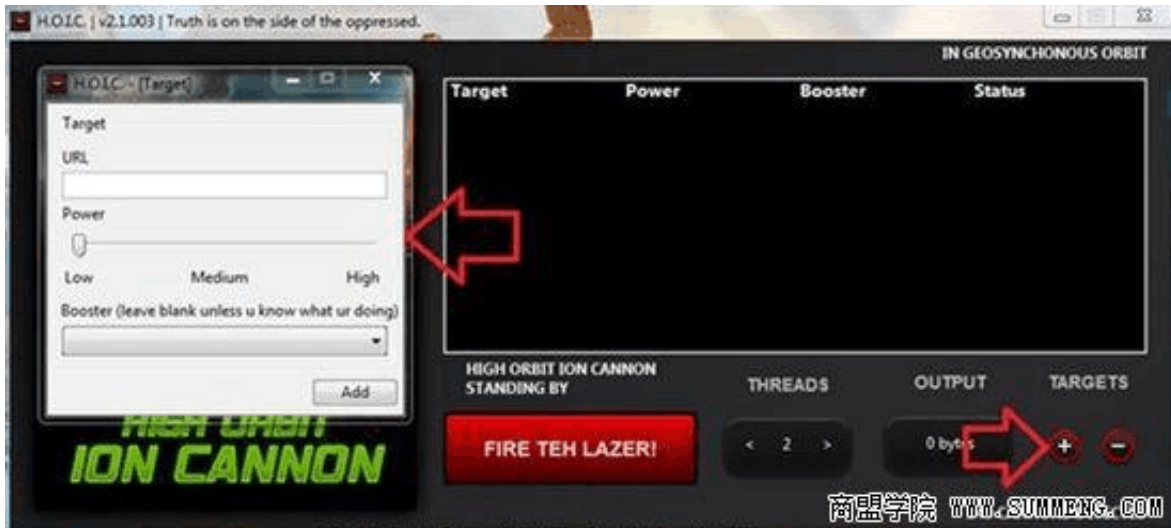 H.O.I.C. | v2.1.003 | Truth is on the side of the oppressed.
IN GEOSYNCHONOUS ORBIT
H.O.I.C. - [Target]
Target
URL
Power
Low Medium High
Booster (leave blank unless u know what ur doing)
Add
Target Power Booster Status
HIGH ORBIT
ION CANNON
HIGH ORBIT ION CANNON
STANDING BY
THREADS
OUTPUT
TARGETS
FIRE TEH LAZER!
< 2 >
0 bytes
+ −
商盟学院 WWW.SUMMENG.COM